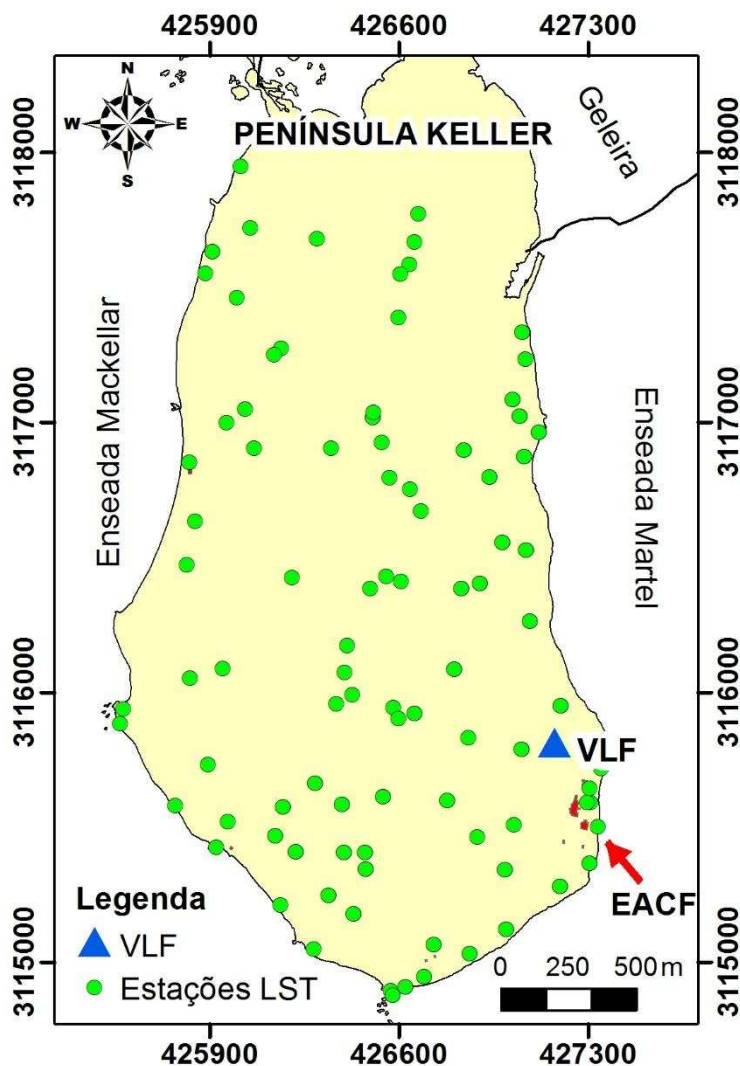 425900 426600 427300
N
W E
S
PENÍNSULA KELLER
Geleira
3118000 3118000
Enseada Mackellar
3117000 3117000
Enseada Martel
3116000 3116000
VLF
EACF
Legenda
VLF
Estações LST
0 250 500 m
3115000 3115000
425900 426600 427300